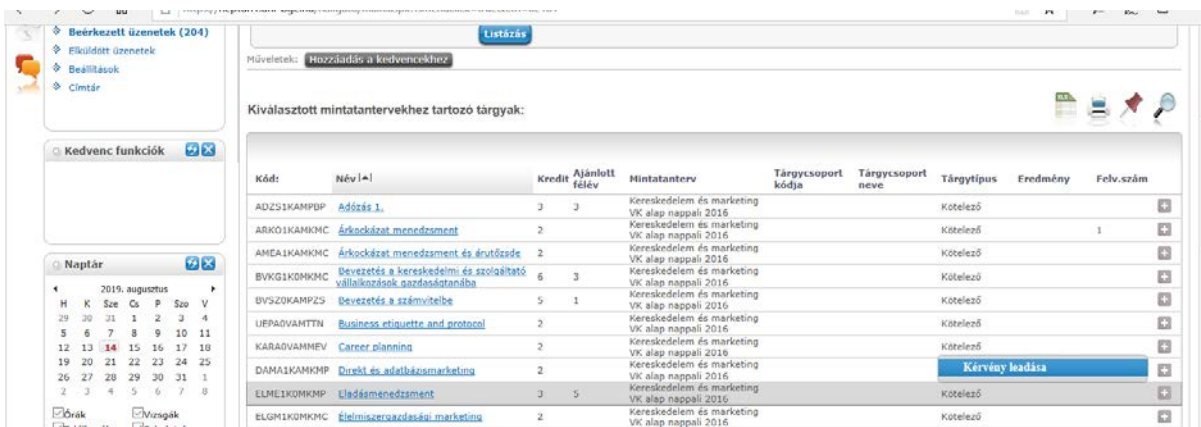 Beérkezett üzenetek (204)
Elküldött üzenetek
Beállítások
Címtár
Kedvenc funkciók
Naptár
2019. augusztus
H K Sze Cs P Szo V
29 30 31 1 2 3 4
5 6 7 8 9 10 11
12 13 14 15 16 17 18
19 20 21 22 23 24 25
26 27 28 29 30 31 1
2 3 4 5 6 7 8
Órák Vizsgák
Listázás
Műveletek: Hozzáadás a kedvencekhez
Kiválasztott mintatantervekhez tartozó tárgyak:
Kód: Név Kredit Ajánlott félév Mintatanterv Tárgycsoport kódja Tárgycsoport neve Tárgytípus Eredmény Felv.szám
ADZS1KAMPBP Adózás 1. 3 3 Kereskedelem és marketing VK alap nappali 2016 Kötelező
ARKO1KAMKMC Árkockázat menedzsment 2 Kereskedelem és marketing VK alap nappali 2016 Kötelező 1
AMEA1KAMKMC Árkockázat menedzsment és árutőzsde 2 Kereskedelem és marketing VK alap nappali 2016 Kötelező
BVKG1K0MKMC Bevezetés a kereskedelmi és szolgáltató vállalkozások gazdaságtanába 6 3 Kereskedelem és marketing VK alap nappali 2016 Kötelező
BVSZ0KAMPZS Bevezetés a számvitelbe 5 1 Kereskedelem és marketing VK alap nappali 2016 Kötelező
UEPA0VAMTTN Business etiquette and protocol 2 Kereskedelem és marketing VK alap nappali 2016 Kötelező
KARA0VAMMEV Career planning 2 Kereskedelem és marketing VK alap nappali 2016 Kötelező
DAMA1KAMKMP Direkt és adatbázismarketing 2 Kereskedelem és marketing VK alap nappali 2016 Kérvény leadása
ELME1K0MKMP Eladásmenedzsment 3 5 Kereskedelem és marketing VK alap nappali 2016 Kötelező
ELGM1K0MKMC Élelmiszergazdasági marketing 2 Kereskedelem és marketing VK alap nappali 2016 Kötelező